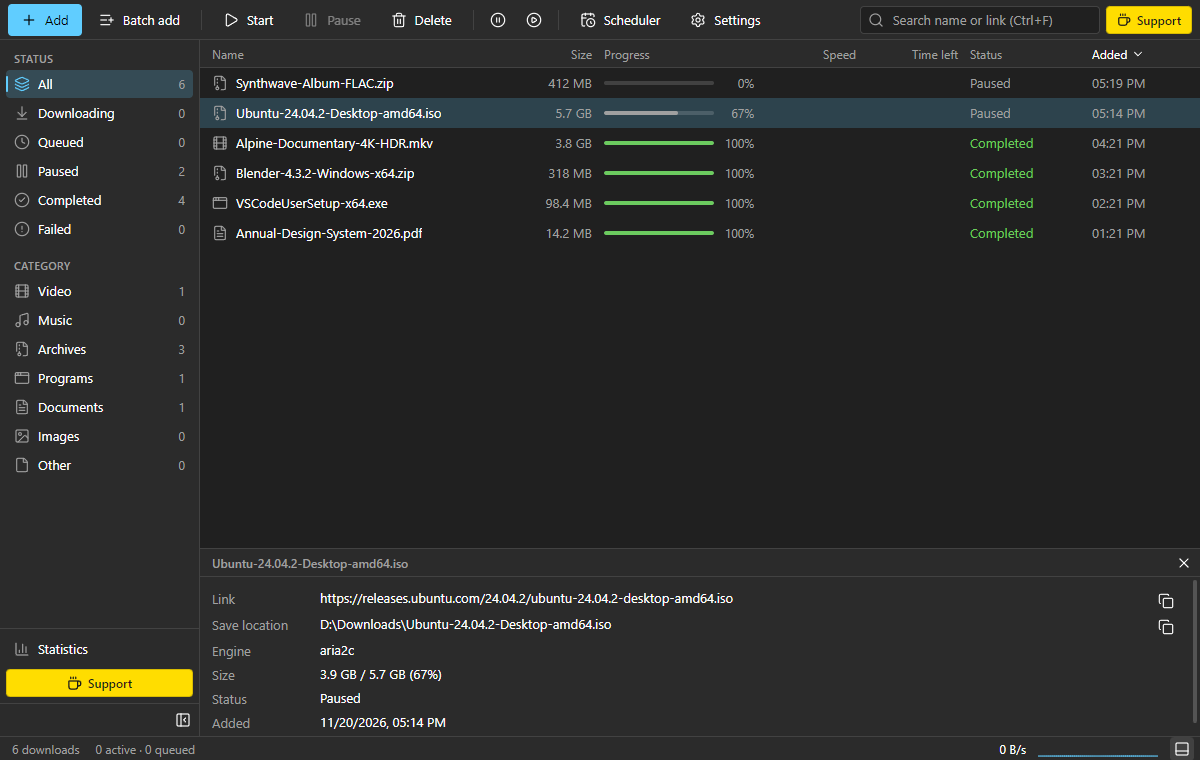 Add Batch add Start Pause Delete Scheduler Settings Search name or link (Ctrl+F) Support
STATUS
All 6
Downloading 0
Queued 0
Paused 2
Completed 4
Failed 0
CATEGORY
Video 1
Music 0
Archives 3
Programs 1
Documents 1
Images 0
Other 0
Statistics
Support
Name Size Progress Speed Time left Status Added
Synthwave-Album-FLAC.zip 412 MB 0% Paused 05:19 PM
Ubuntu-24.04.2-Desktop-amd64.iso 5.7 GB 67% Paused 05:14 PM
Alpine-Documentary-4K-HDR.mkv 3.8 GB 100% Completed 04:21 PM
Blender-4.3.2-Windows-x64.zip 318 MB 100% Completed 03:21 PM
VSCodeUserSetup-x64.exe 98.4 MB 100% Completed 02:21 PM
Annual-Design-System-2026.pdf 14.2 MB 100% Completed 01:21 PM
Ubuntu-24.04.2-Desktop-amd64.iso
Link https://releases.ubuntu.com/24.04.2/ubuntu-24.04.2-desktop-amd64.iso
Save location D:\Downloads\Ubuntu-24.04.2-Desktop-amd64.iso
Engine aria2c
Size 3.9 GB / 5.7 GB (67%)
Status Paused
Added 11/20/2026, 05:14 PM
6 downloads 0 active · 0 queued 0 B/s